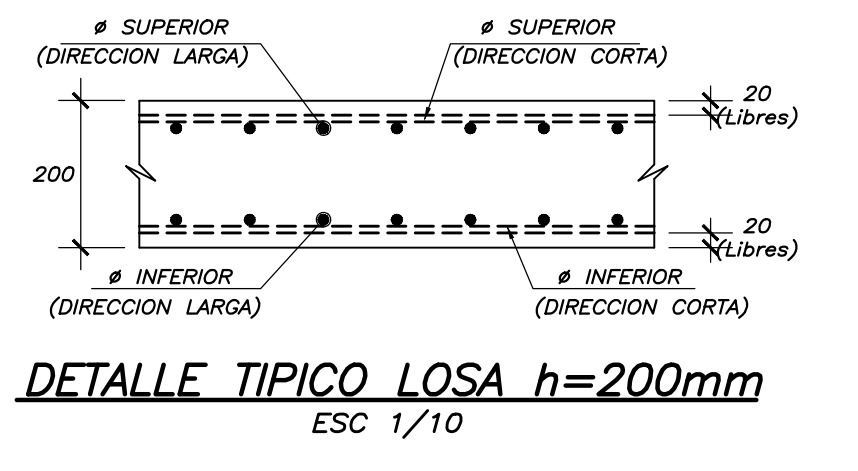 ø SUPERIOR
(DIRECCION LARGA)
ø SUPERIOR
(DIRECCION CORTA)
20
(Libres)
200
20
(Libres)
ø INFERIOR
(DIRECCION LARGA)
ø INFERIOR
(DIRECCION CORTA)
DETALLE TIPICO LOSA h=200mm
ESC 1/10